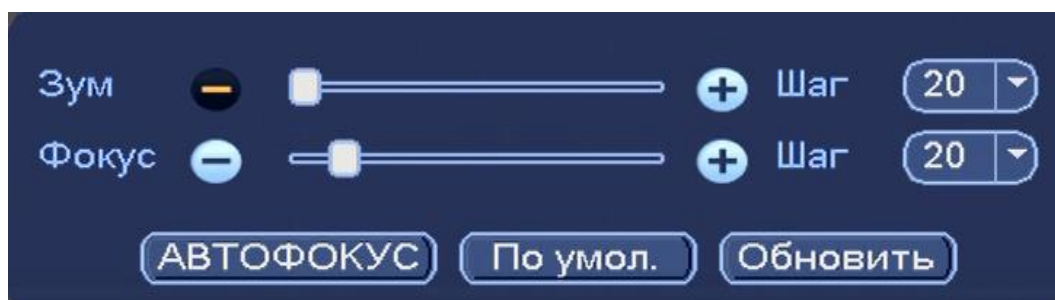 Зум Шаг 20
Фокус Шаг 20
АВТОФОКУС По умол. Обновить